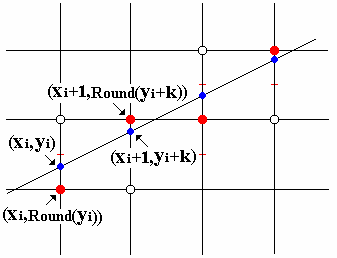 (xi+1,Round(yi+k))
(xi,yi)
(xi+1,yi+k)
(xi,Round(yi))